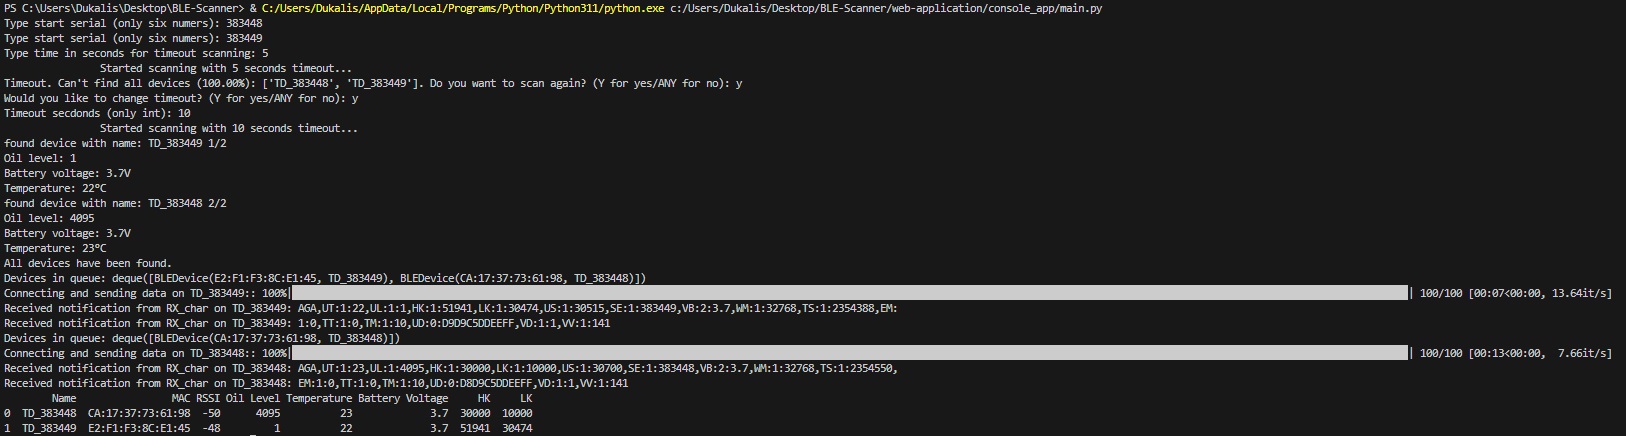 PS C:\Users\Dukalis\Desktop\BLE-Scanner> & C:/Users/Dukalis/AppData/Local/Programs/Python/Python311/python.exe c:/Users/Dukalis/Desktop/BLE-Scanner/web-application/console_app/main.py
Type start serial (only six numers): 383448
Type start serial (only six numers): 383449
Type time in seconds for timeout scanning: 5
Started scanning with 5 seconds timeout...
Timeout. Can't find all devices (100.00%): ['TD_383448', 'TD_383449']. Do you want to scan again? (Y for yes/ANY for no): y
Would you like to change timeout? (Y for yes/ANY for no): y
Timeout secdonds (only int): 10
Started scanning with 10 seconds timeout...
found device with name: TD_383449 1/2
Oil level: 1
Battery voltage: 3.7V
Temperature: 22°C
found device with name: TD_383448 2/2
Oil level: 4095
Battery voltage: 3.7V
Temperature: 23°C
All devices have been found.
Devices in queue: deque([BLEDevice(E2:F1:F3:8C:E1:45, TD_383449), BLEDevice(CA:17:37:73:61:98, TD_383448)])
Connecting and sending data on TD_383449:: 100%| | 100/100 [00:07<00:00, 13.64it/s]
Received notification from RX_char on TD_383449: AGA,UT:1:22,UL:1:1,HK:1:51941,LK:1:30474,US:1:30515,SE:1:383449,VB:2:3.7,WM:1:32768,TS:1:2354388,EM:
Received notification from RX_char on TD_383449: 1:0,TT:1:0,TM:1:10,UD:0:D9D9C5DDEEFF,VD:1:1,VV:1:141
Devices in queue: deque([BLEDevice(CA:17:37:73:61:98, TD_383448)])
Connecting and sending data on TD_383448:: 100%| | 100/100 [00:13<00:00, 7.66it/s]
Received notification from RX_char on TD_383448: AGA,UT:1:23,UL:1:4095,HK:1:30000,LK:1:10000,US:1:30700,SE:1:383448,VB:2:3.7,WM:1:32768,TS:1:2354550,
Received notification from RX_char on TD_383448: EM:1:0,TT:1:0,TM:1:10,UD:0:D8D9C5DDEEFF,VD:1:1,VV:1:141
Name MAC RSSI Oil Level Temperature Battery Voltage HK LK
0 TD_383448 CA:17:37:73:61:98 -50 4095 23 3.7 30000 10000
1 TD_383449 E2:F1:F3:8C:E1:45 -48 1 22 3.7 51941 30474